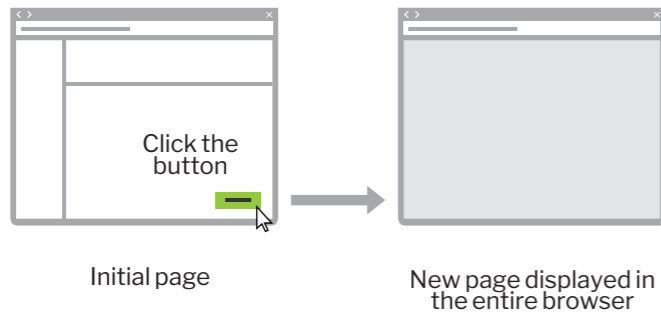 Click the
button
Initial page
New page displayed in
the entire browser